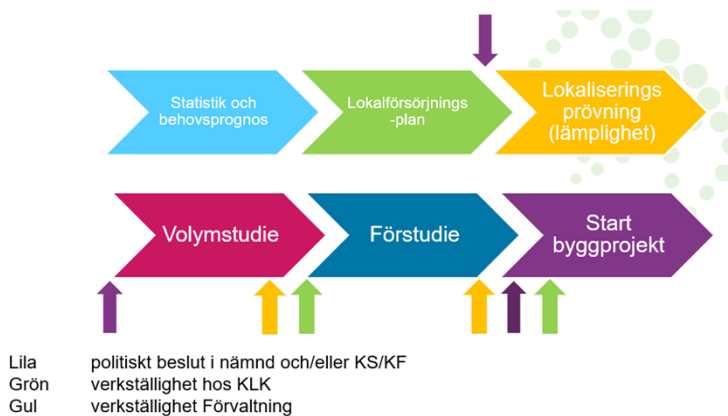 Statistik och
behovsprognos
Lokalförsörjnings
-plan
Lokaliserings
prövning
(lämplighet)
Volymstudie
Förstudie
Start
byggprojekt
Lila politiskt beslut i nämnd och/eller KS/KF
Grön verkställighet hos KLK
Gul verkställighet Förvaltning